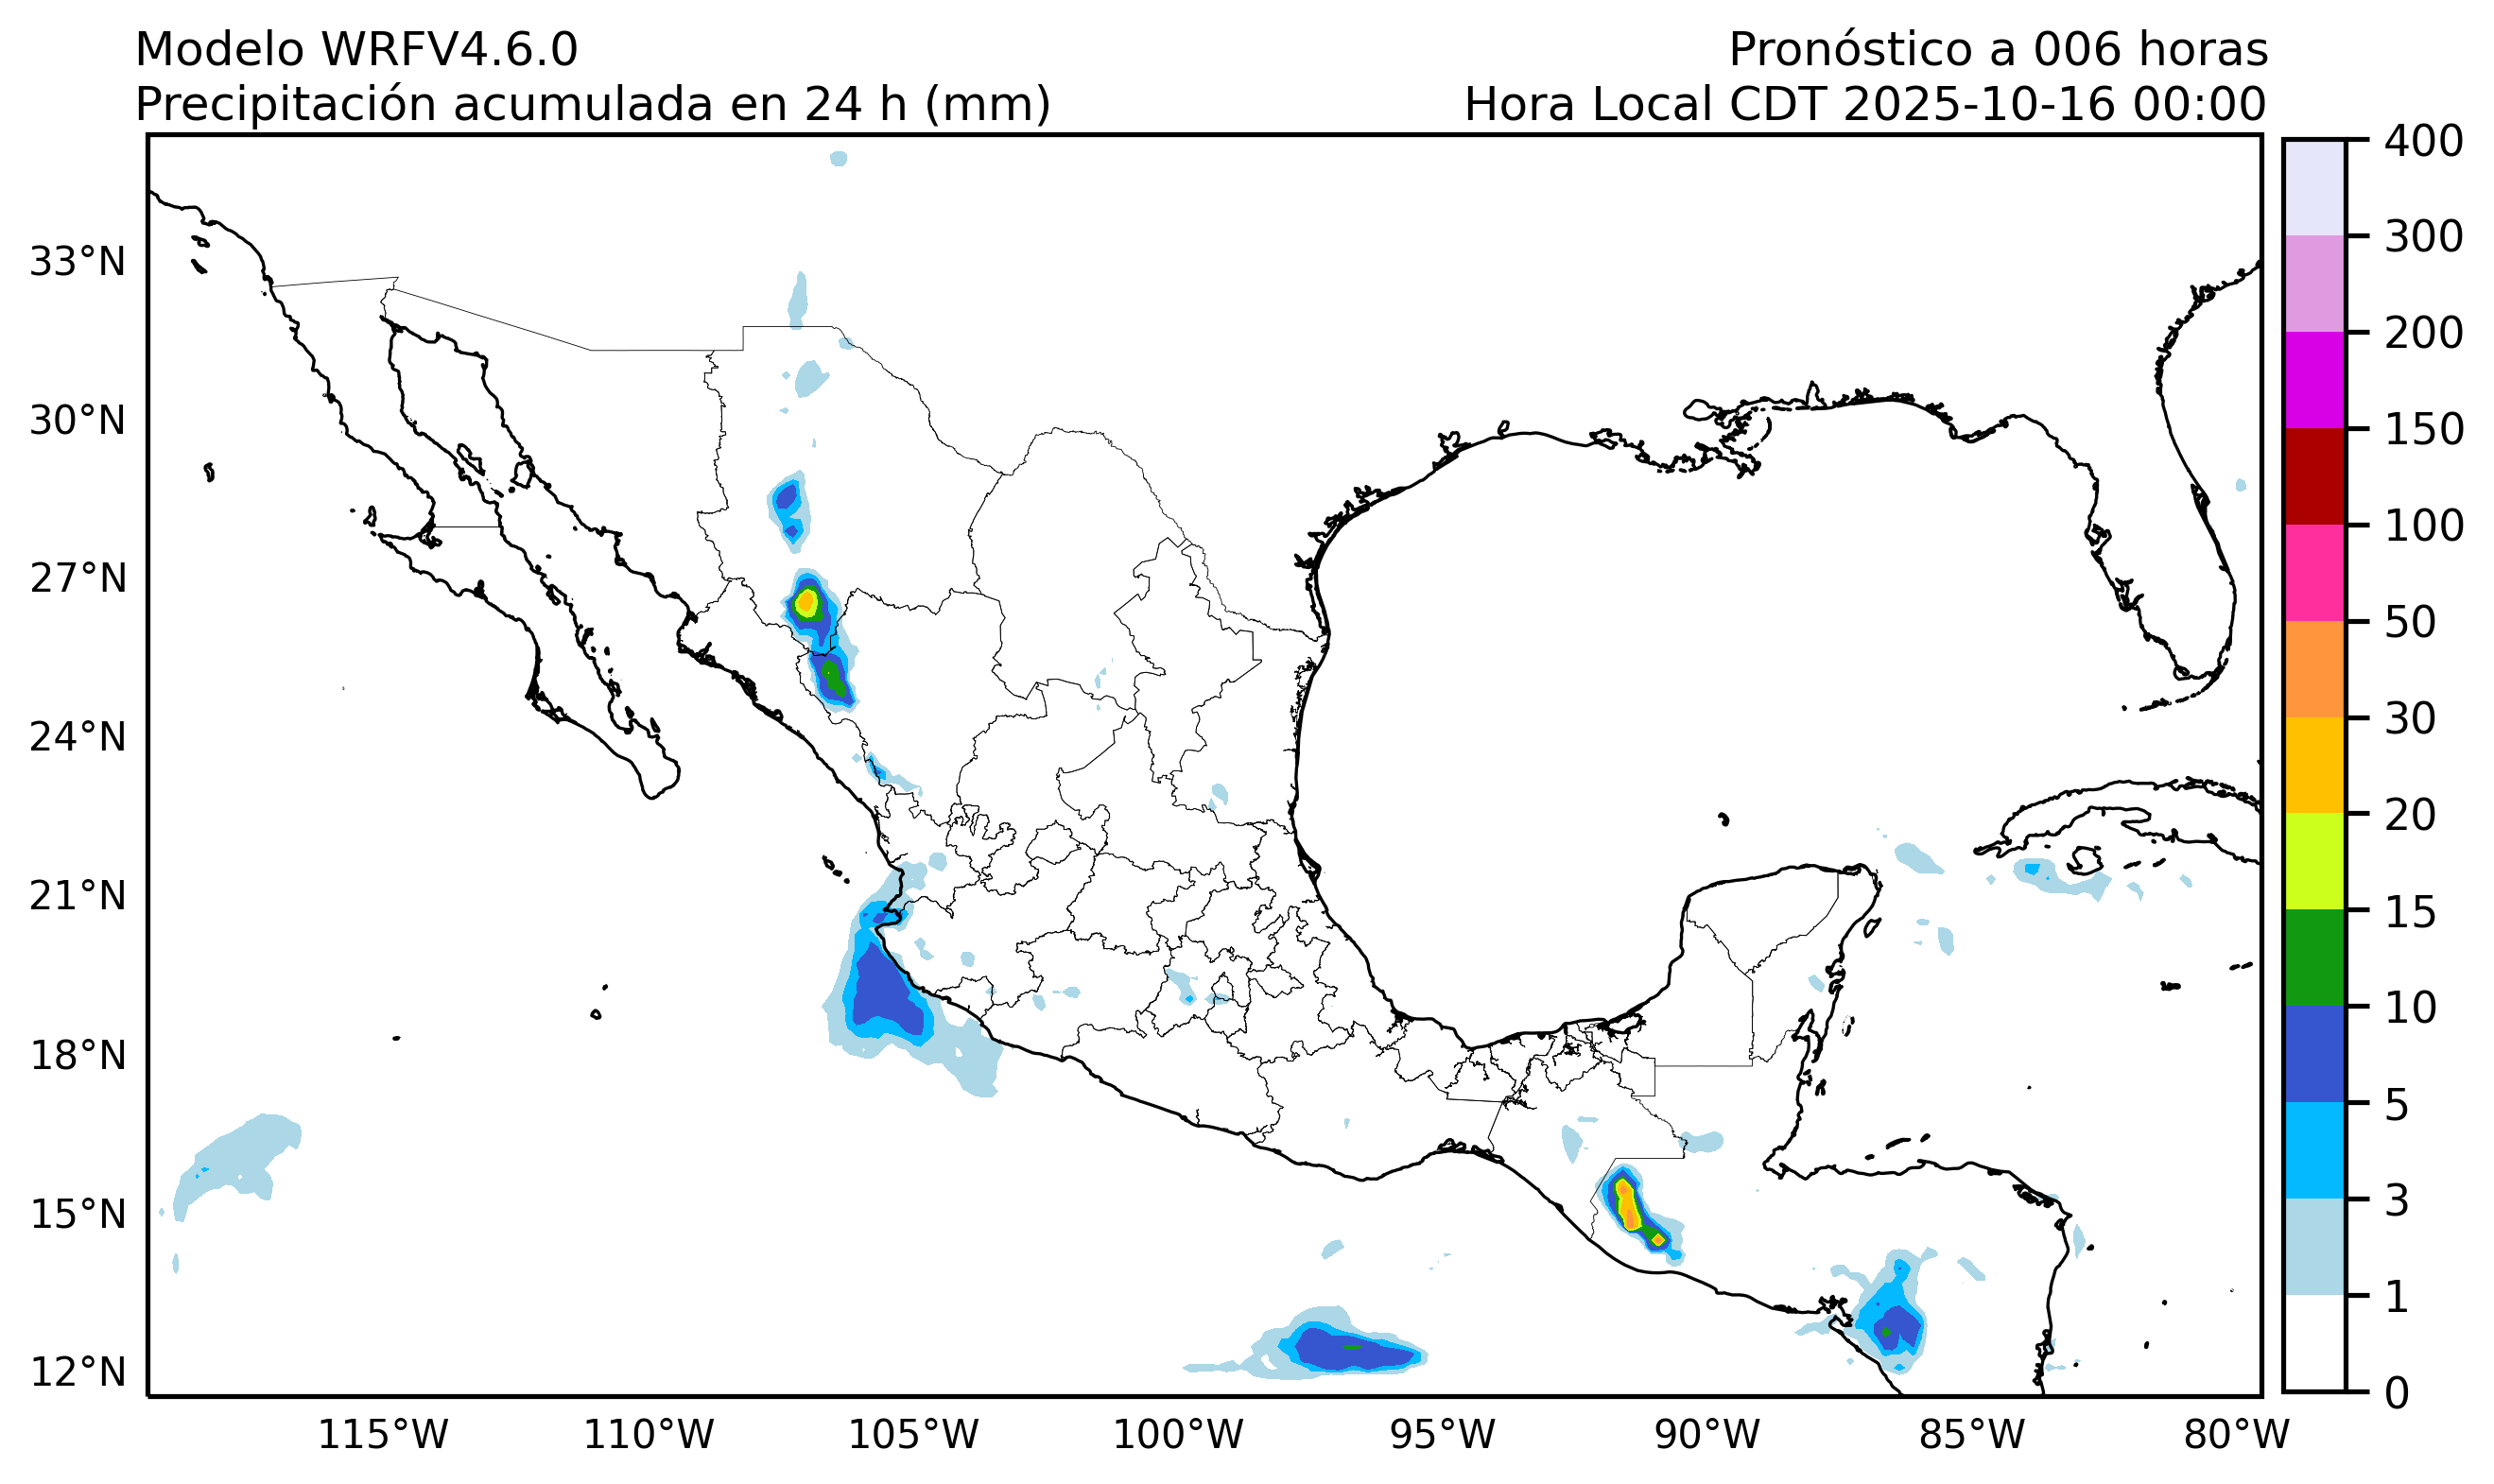 Modelo WRFV4.6.0
Pronóstico a 006 horas
Precipitación acumulada en 24 h (mm)
Hora Local CDT 2025-10-16 00:00
33°N
30°N
27°N
24°N
21°N
18°N
15°N
12°N
115°W
110°W
105°W
100°W
95°W
90°W
85°W
80°W
400
300
200
150
100
50
30
20
15
10
5
3
1
0